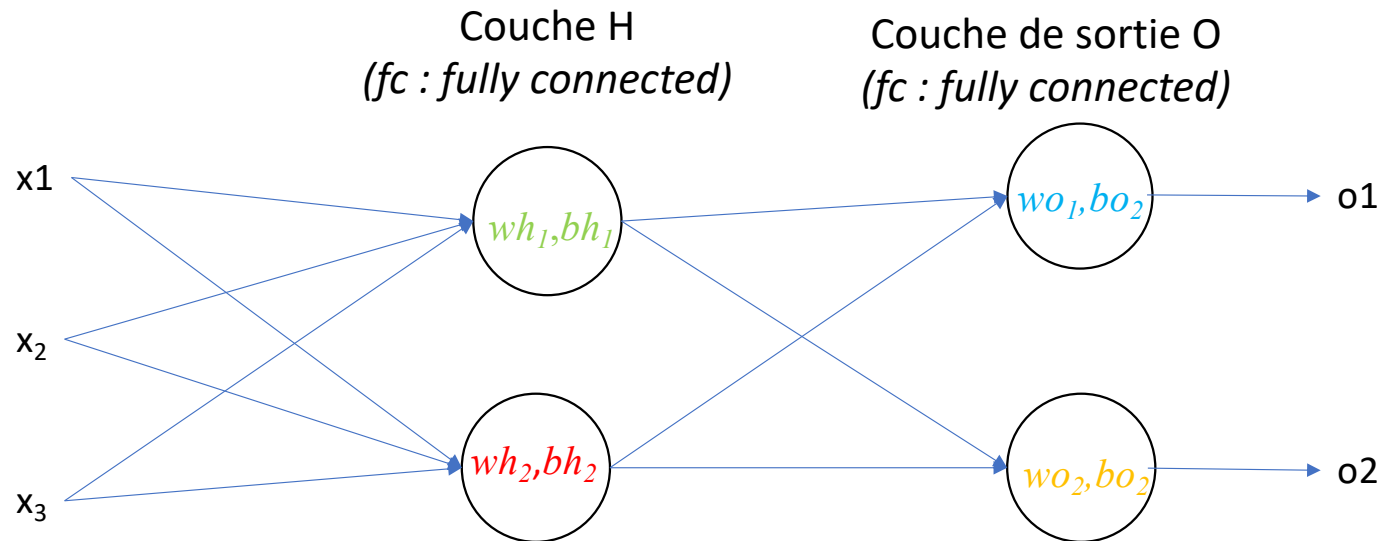 Couche H
(fc : fully connected)
Couche de sortie O
(fc : fully connected)
x1
x₂
x₃
wh₁,bh₁
wh₂,bh₂
wo₁,bo₂
wo₂,bo₂
o1
o2